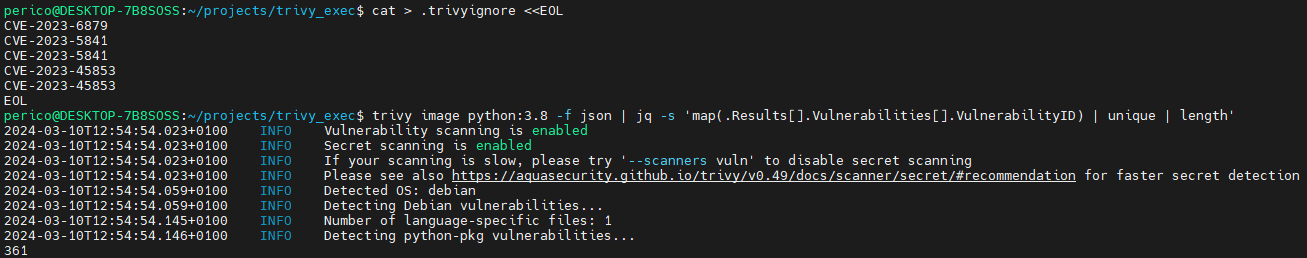 perico@DESKTOP-7B8SOSS:~/projects/trivy_exec$ cat > .trivyignore <<EOL
CVE-2023-6879
CVE-2023-5841
CVE-2023-5841
CVE-2023-45853
CVE-2023-45853
EOL
perico@DESKTOP-7B8SOSS:~/projects/trivy_exec$ trivy image python:3.8 -f json | jq -s 'map(.Results[].Vulnerabilities[].VulnerabilityID) | unique | length'
2024-03-10T12:54:54.023+0100    INFO    Vulnerability scanning is enabled
2024-03-10T12:54:54.023+0100    INFO    Secret scanning is enabled
2024-03-10T12:54:54.023+0100    INFO    If your scanning is slow, please try '--scanners vuln' to disable secret scanning
2024-03-10T12:54:54.023+0100    INFO    Please see also https://aquasecurity.github.io/trivy/v0.49/docs/scanner/secret/#recommendation for faster secret detection
2024-03-10T12:54:54.059+0100    INFO    Detected OS: debian
2024-03-10T12:54:54.059+0100    INFO    Detecting Debian vulnerabilities...
2024-03-10T12:54:54.145+0100    INFO    Number of language-specific files: 1
2024-03-10T12:54:54.146+0100    INFO    Detecting python-pkg vulnerabilities...
361